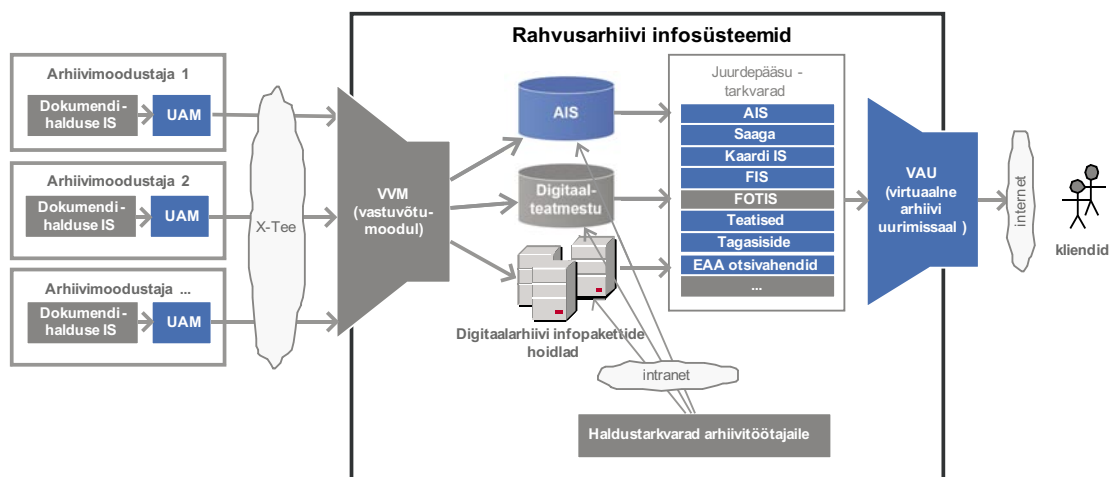 Rahvusarhiivi infosüsteemid
Arhiivimoodustaja 1
Dokumendi-
halduse IS
UAM
Arhiivimoodustaja 2
Dokumendi-
halduse IS
UAM
Arhiivimoodustaja ...
Dokumendi-
halduse IS
UAM
X-Tee
VVM
(vastuvõtu-
moodul)
AIS
Digitaal-
teatmestu
Digitaalarhiivi infopakettide
hoidlad
Juurdepääsu -
tarkvarad
AIS
Saaga
Kaardi IS
FIS
FOTIS
Teatised
Tagasiside
EAA otsivahendid
...
VAU
(virtuaalne
arhiivi
uurimissaal )
internet
kliendid
intranet
Haldustarkvarad arhiivitöötajaile